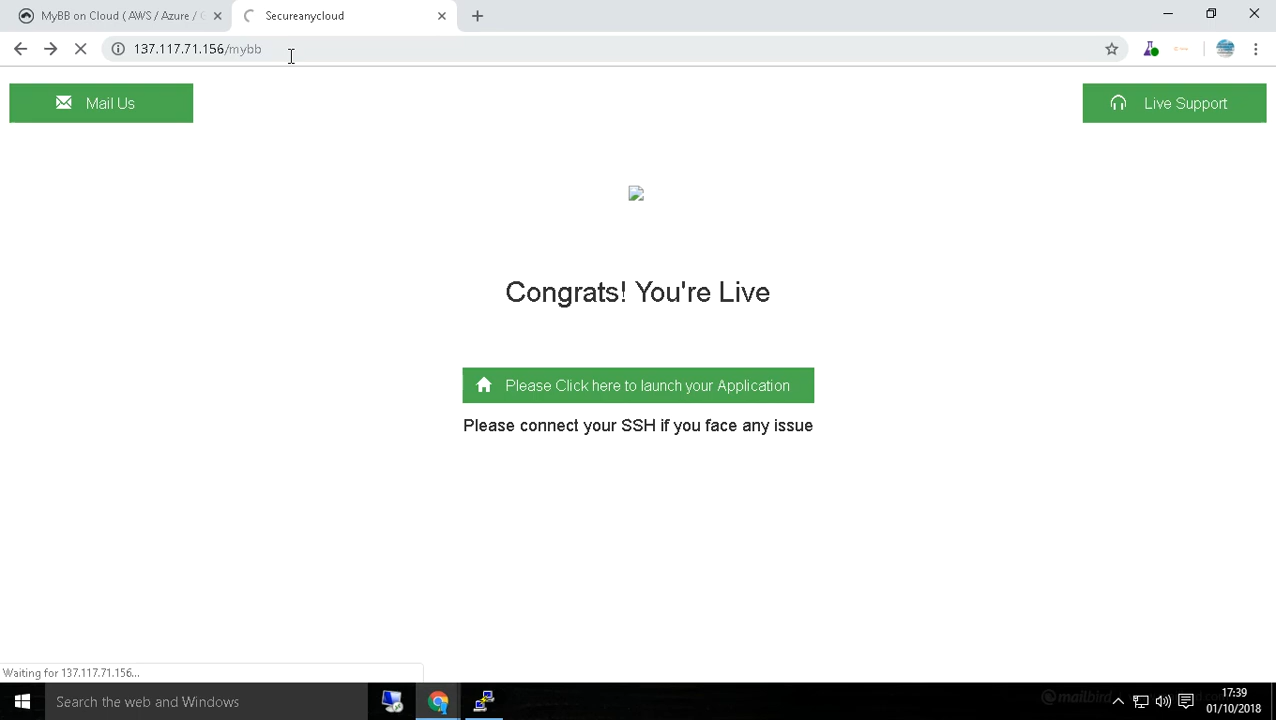 MyBB on Cloud ( AWS / Azure /
Secureanycloud
137.117.71.156/mybb
Mail Us
Live Support
Congrats! You're Live
Please Click here to launch your Application
Please connect your SSH if you face any issue
Waiting for 137.117.71.156...
Search the web and Windows
mailbird
17:39
01/10/2018